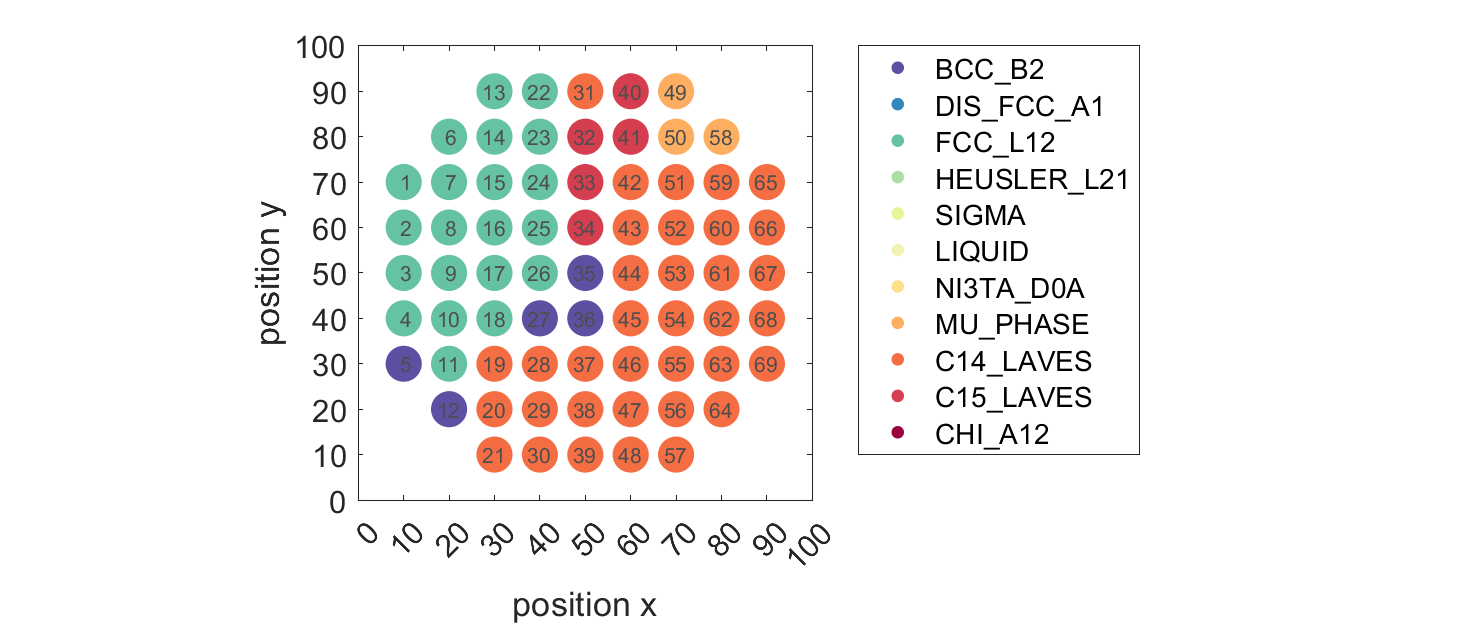 100
90
80
70
60
50
40
30
20
10
0
position y
13 22 31 40 49
6 14 23 32 41 50 58
1 7 15 24 33 42 51 59 65
2 8 16 25 34 43 52 60 66
3 9 17 26 35 44 53 61 67
4 10 18 27 36 45 54 62 68
5 11 19 28 37 46 55 63 69
12 20 29 38 47 56 64
21 30 39 48 57
0 10 20 30 40 50 60 70 80 90 100
position x
BCC_B2
DIS_FCC_A1
FCC_L12
HEUSLER_L21
SIGMA
LIQUID
NI3TA_D0A
MU_PHASE
C14_LAVES
C15_LAVES
CHI_A12